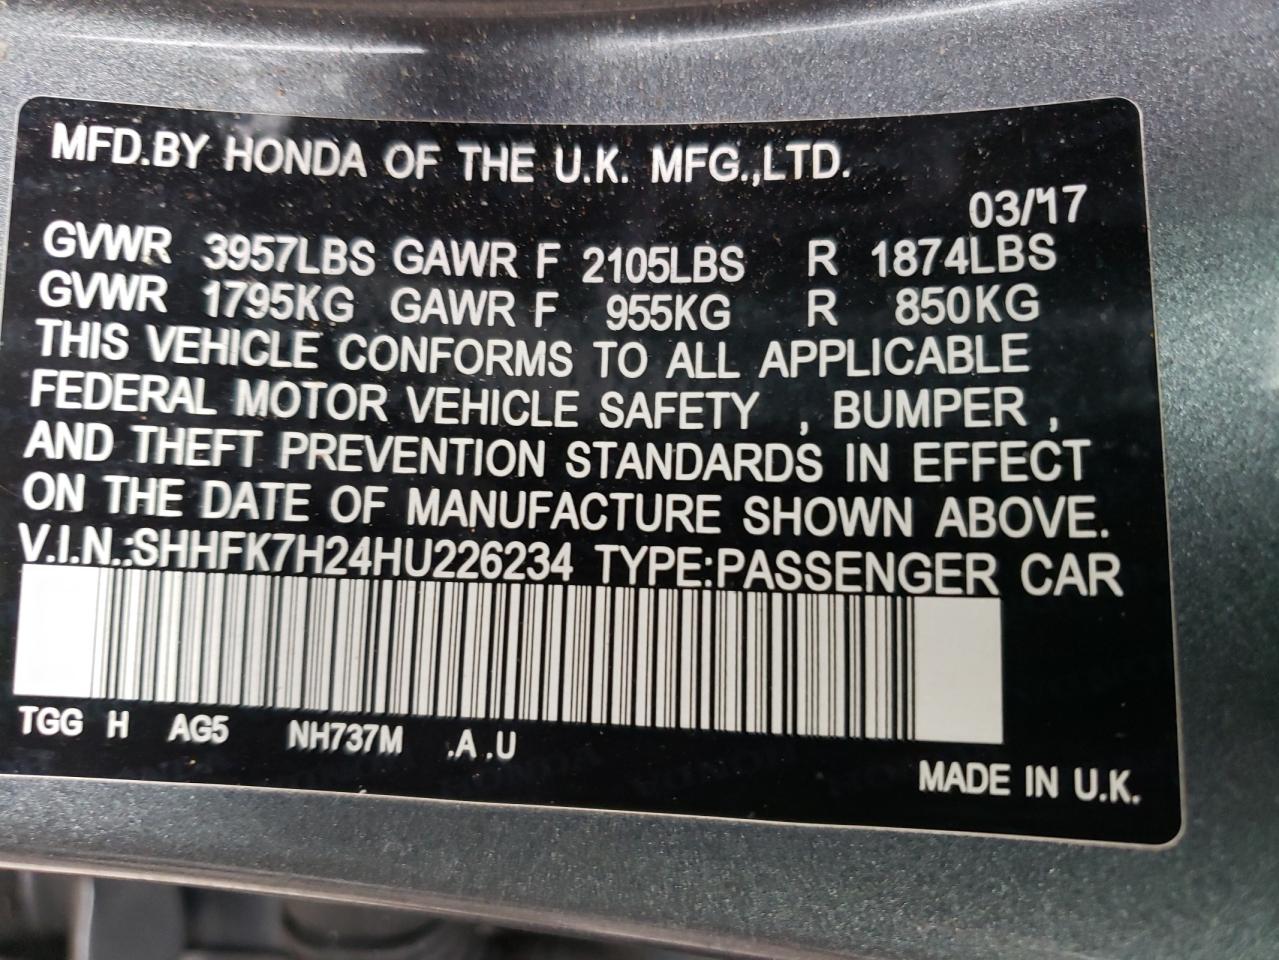 MFD.BY HONDA OF THE U.K. MFG.,LTD.
03/17
GVWR 3957LBS GAWR F 2105LBS R 1874LBS
GVWR 1795KG GAWR F 955KG R 850KG
THIS VEHICLE CONFORMS TO ALL APPLICABLE
FEDERAL MOTOR VEHICLE SAFETY , BUMPER ,
AND THEFT PREVENTION STANDARDS IN EFFECT
ON THE DATE OF MANUFACTURE SHOWN ABOVE.
V.I.N.:SHHFK7H24HU226234 TYPE:PASSENGER CAR
TGG H AG5 NH737M .A .U
MADE IN U.K.